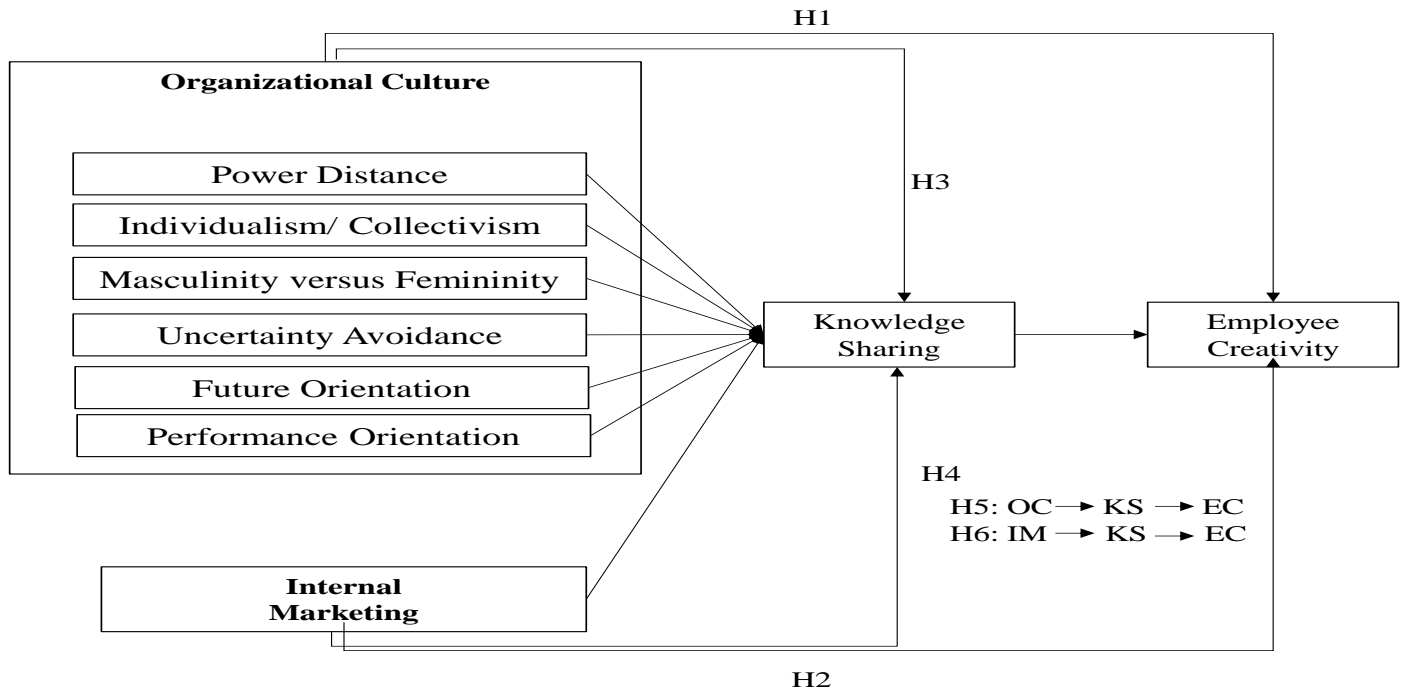 H1
Organizational Culture
Power Distance
H3
Individualism/ Collectivism
Masculinity versus Femininity
Uncertainty Avoidance
Future Orientation
Performance Orientation
Knowledge
Sharing
Employee
Creativity
H4
H5: OC → KS → EC
H6: IM → KS → EC
Internal
Marketing
H2